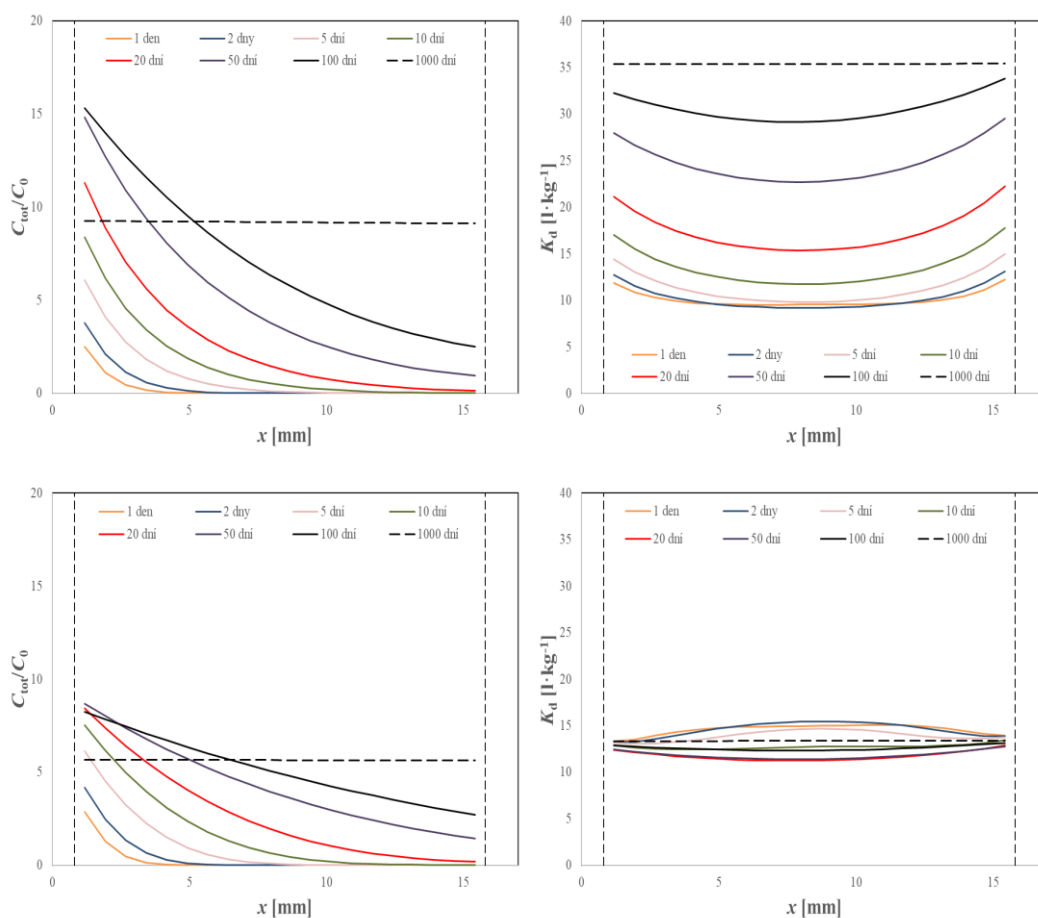 20
15
10
5
0
C_tot/C_0
1 den
2 dny
5 dní
10 dní
20 dní
50 dní
100 dní
1000 dní
0
5
10
15
x [mm]
40
35
30
25
20
15
10
5
0
K_d [l·kg⁻¹]
1 den
2 dny
5 dní
10 dní
20 dní
50 dní
100 dní
1000 dní
0
5
10
15
x [mm]
20
15
10
5
0
C_tot/C_0
1 den
2 dny
5 dní
10 dní
20 dní
50 dní
100 dní
1000 dní
0
5
10
15
x [mm]
40
35
30
25
20
15
10
5
0
K_d [l·kg⁻¹]
1 den
2 dny
5 dní
10 dní
20 dní
50 dní
100 dní
1000 dní
0
5
10
15
x [mm]